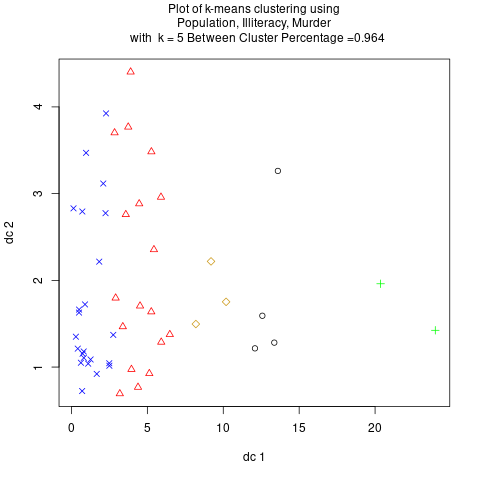 Plot of k-means clustering using
Population, Illiteracy, Murder
with k = 5 Between Cluster Percentage =0.964
4
3
2
1
dc 2
0 5 10 15 20
dc 1